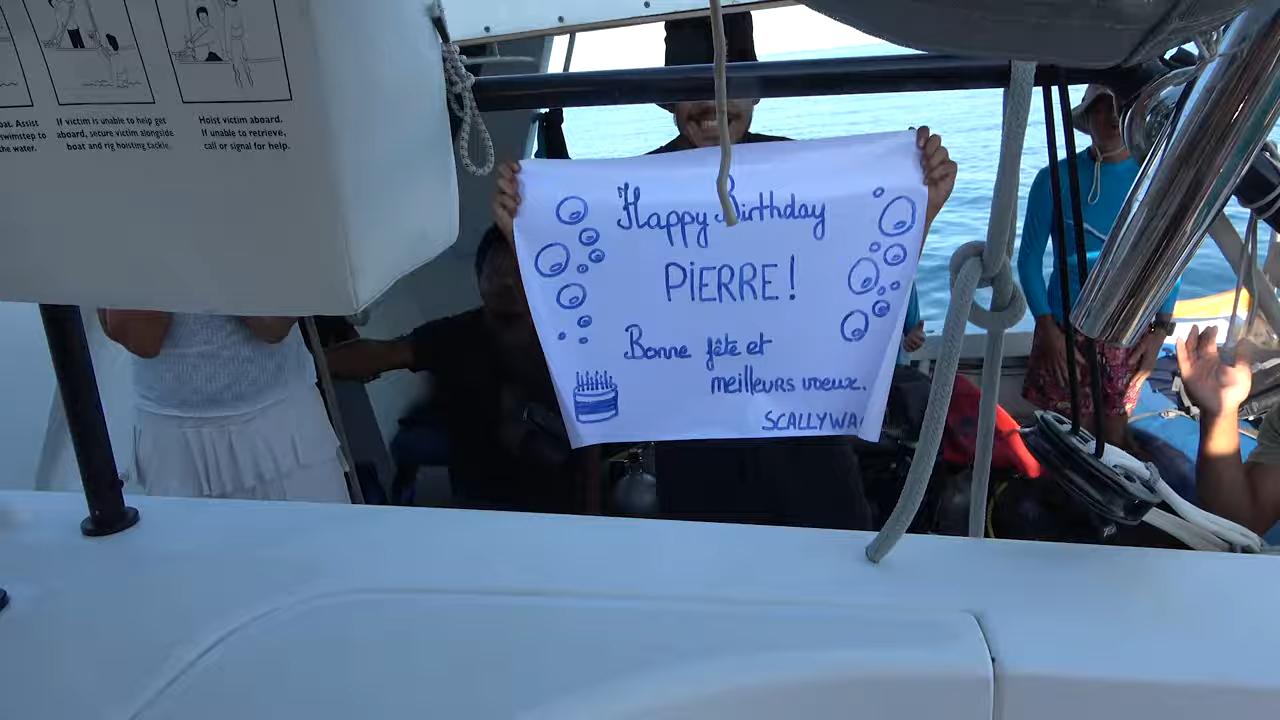 ost. Assist
swimstep to
the water.
If victim is unable to help get
aboard, secure victim alongside
boat and rig hoisting tackle.
Hoist victim aboard.
If unable to retrieve,
call or signal for help.
Happy Birthday
PiERRE!
Bonne fête et
meilleurs voeux.
SCALLYWA